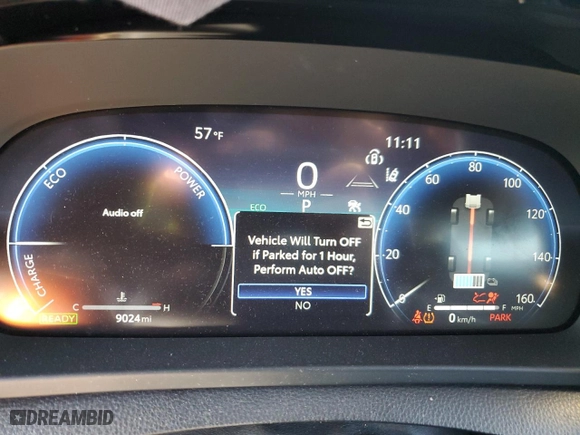 57°F
11:11
ECO
POWER
CHARGE
Audio off
0
MPH
P
ECO
Vehicle Will Turn OFF
if Parked for 1 Hour,
Perform Auto OFF?
YES
NO
0
20
40
60
80
100
120
140
160
MPH
C
H
READY
9024 mi
E
F
0 km/h
PARK
DREAMBID